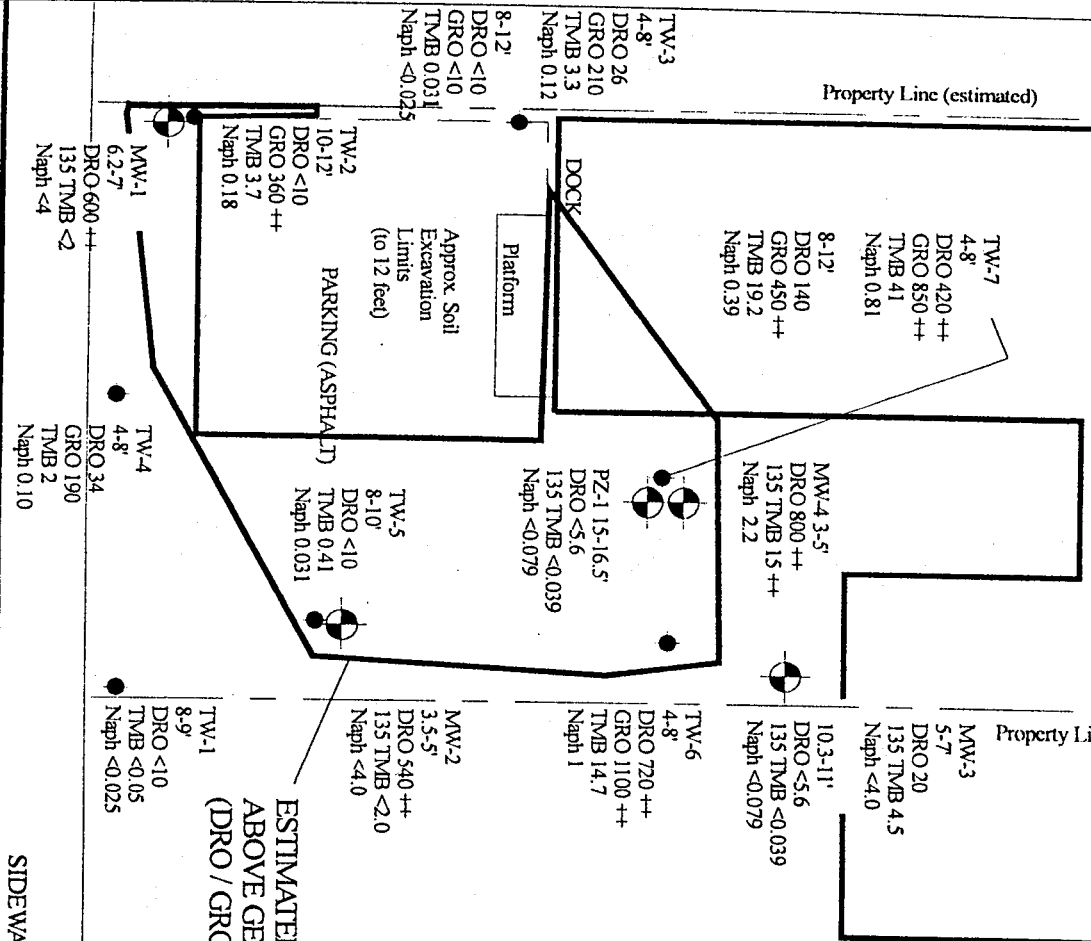 TW-3
4-8'
DRO 26
GRO 210
TMB 3.3
Naph 0.12
8-12'
DRO <10
GRO <10
TMB 0.031
Naph <0.025
Property Line (estimated)
DOCK
Platform
Approx. Soil
Excavation
Limits
(to 12 feet)
PARKING (ASPHALT)
TW-2
10-12'
DRO <10
GRO 360 ++
TMB 3.7
Naph 0.18
MW-1
6.2-7'
DRO 600 ++
135 TMB <2
Naph <4
TW-7
4-8'
DRO 420 ++
GRO 850 ++
TMB 41
Naph 0.81
8-12'
DRO 140
GRO 450 ++
TMB 19.2
Naph 0.39
MW-4 3-5'
DRO 800 ++
135 TMB 15 ++
Naph 2.2
PZ-1 15-16.5'
DRO <5.6
135 TMB <0.039
Naph <0.079
TW-5
8-10'
DRO <10
TMB 0.41
Naph 0.031
TW-4
4-8'
DRO 34
GRO 190
TMB 2
Naph 0.10
Property Li
MW-3
5-7'
DRO 20
135 TMB 4.5
Naph <4.0
10.3-11'
DRO <5.6
135 TMB <0.039
Naph <0.079
TW-6
4-8'
DRO 720 ++
GRO 1100 ++
TMB 14.7
Naph 1
MW-2
3.5-5'
DRO 540 ++
135 TMB <2.0
Naph <4.0
TW-1
8-9'
DRO <10
TMB <0.05
Naph <0.025
ESTIMATE
ABOVE GE
(DRO / GRO
SIDEWA